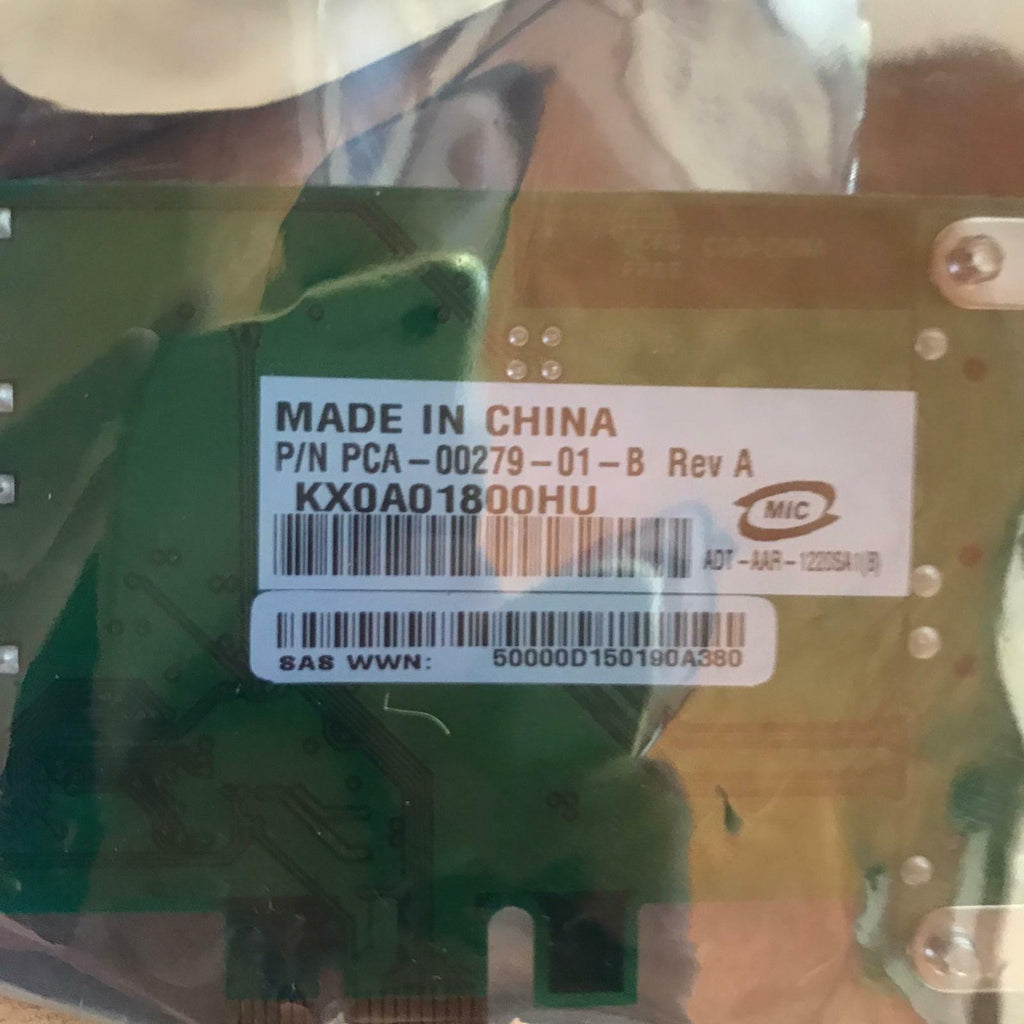 MADE IN CHINA
P/N PCA-00279-01-B Rev A
KX0A01800HU
MIC
ADT-AAR-1220SA1(B)
SAS WWN: 50000D150190A380